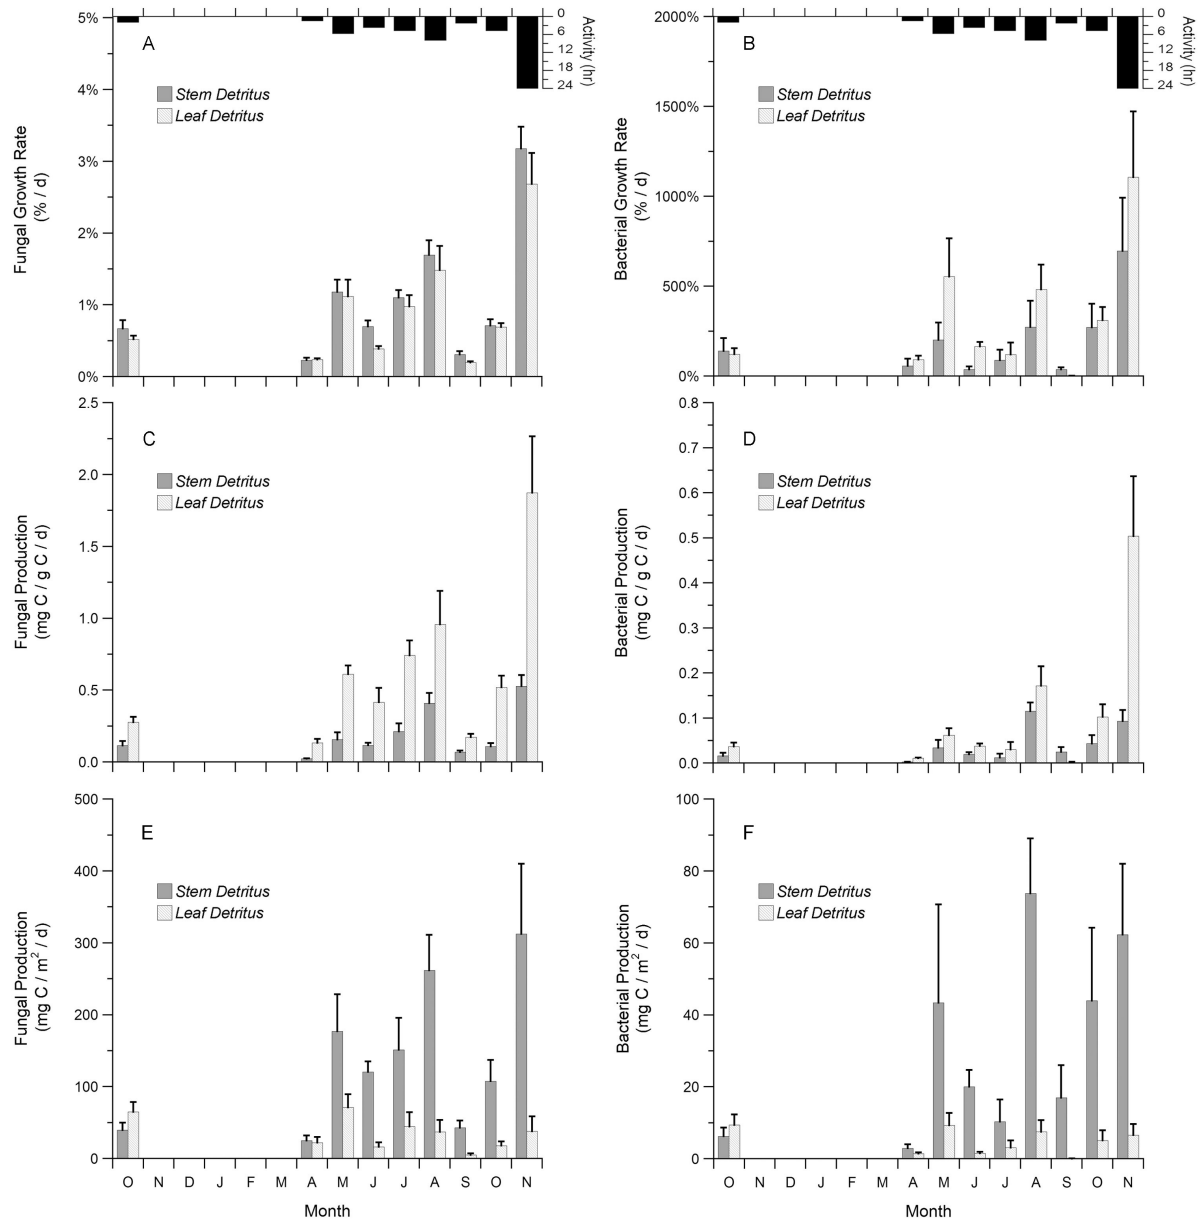 A
5%
4%
3%
2%
1%
0%
Fungal Growth Rate
(% / d)
Stem Detritus
Leaf Detritus
0
6
12
18
24
Activity (hr)
B
2000%
1500%
1000%
500%
0%
Bacterial Growth Rate
(% / d)
Stem Detritus
Leaf Detritus
0
6
12
18
24
Activity (hr)
C
2.5
2.0
1.5
1.0
0.5
0.0
Fungal Production
(mg C / g C / d)
Stem Detritus
Leaf Detritus
D
0.8
0.7
0.6
0.5
0.4
0.3
0.2
0.1
0.0
Bacterial Production
(mg C / g C / d)
Stem Detritus
Leaf Detritus
E
500
400
300
200
100
0
Fungal Production
(mg C / m² / d)
Stem Detritus
Leaf Detritus
O N D J F M A M J J A S O N
Month
F
100
80
60
40
20
0
Bacterial Production
(mg C / m² / d)
Stem Detritus
Leaf Detritus
O N D J F M A M J J A S O N
Month